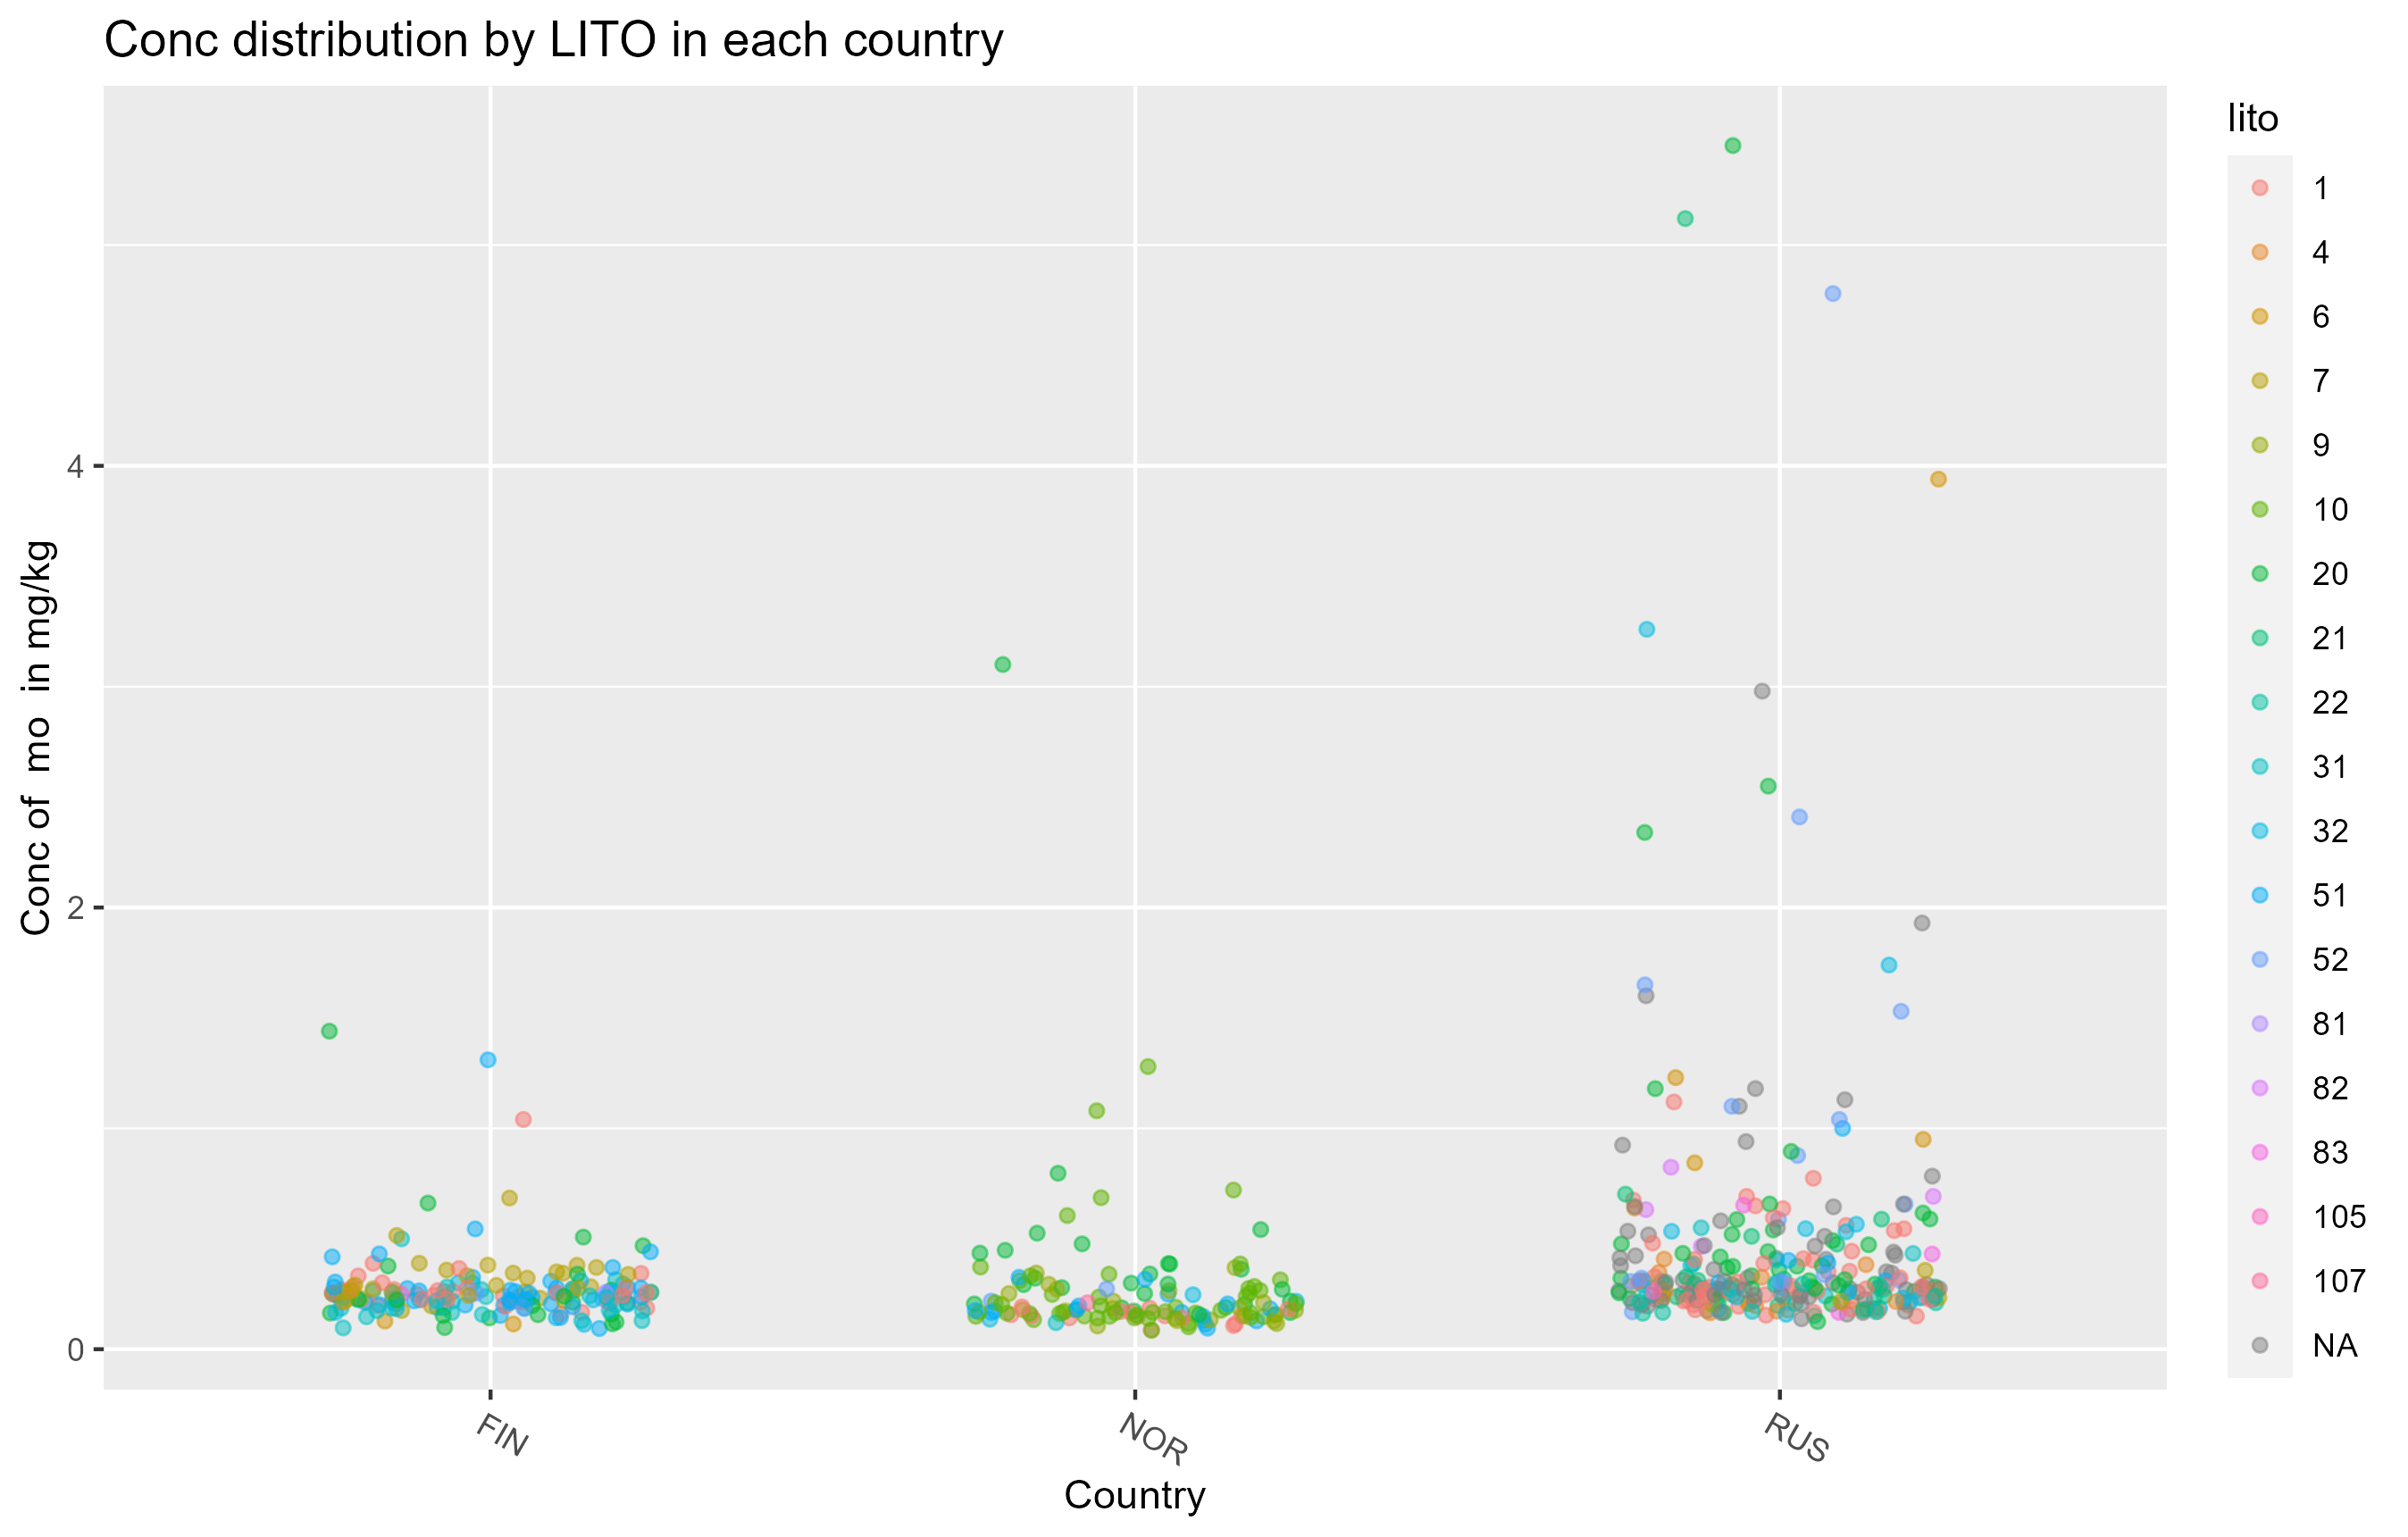 Conc distribution by LITO in each country
Conc of mo in mg/kg
4
2
0
FIN
NOR
RUS
Country
lito
1
4
6
7
9
10
20
21
22
31
32
51
52
81
82
83
105
107
NA